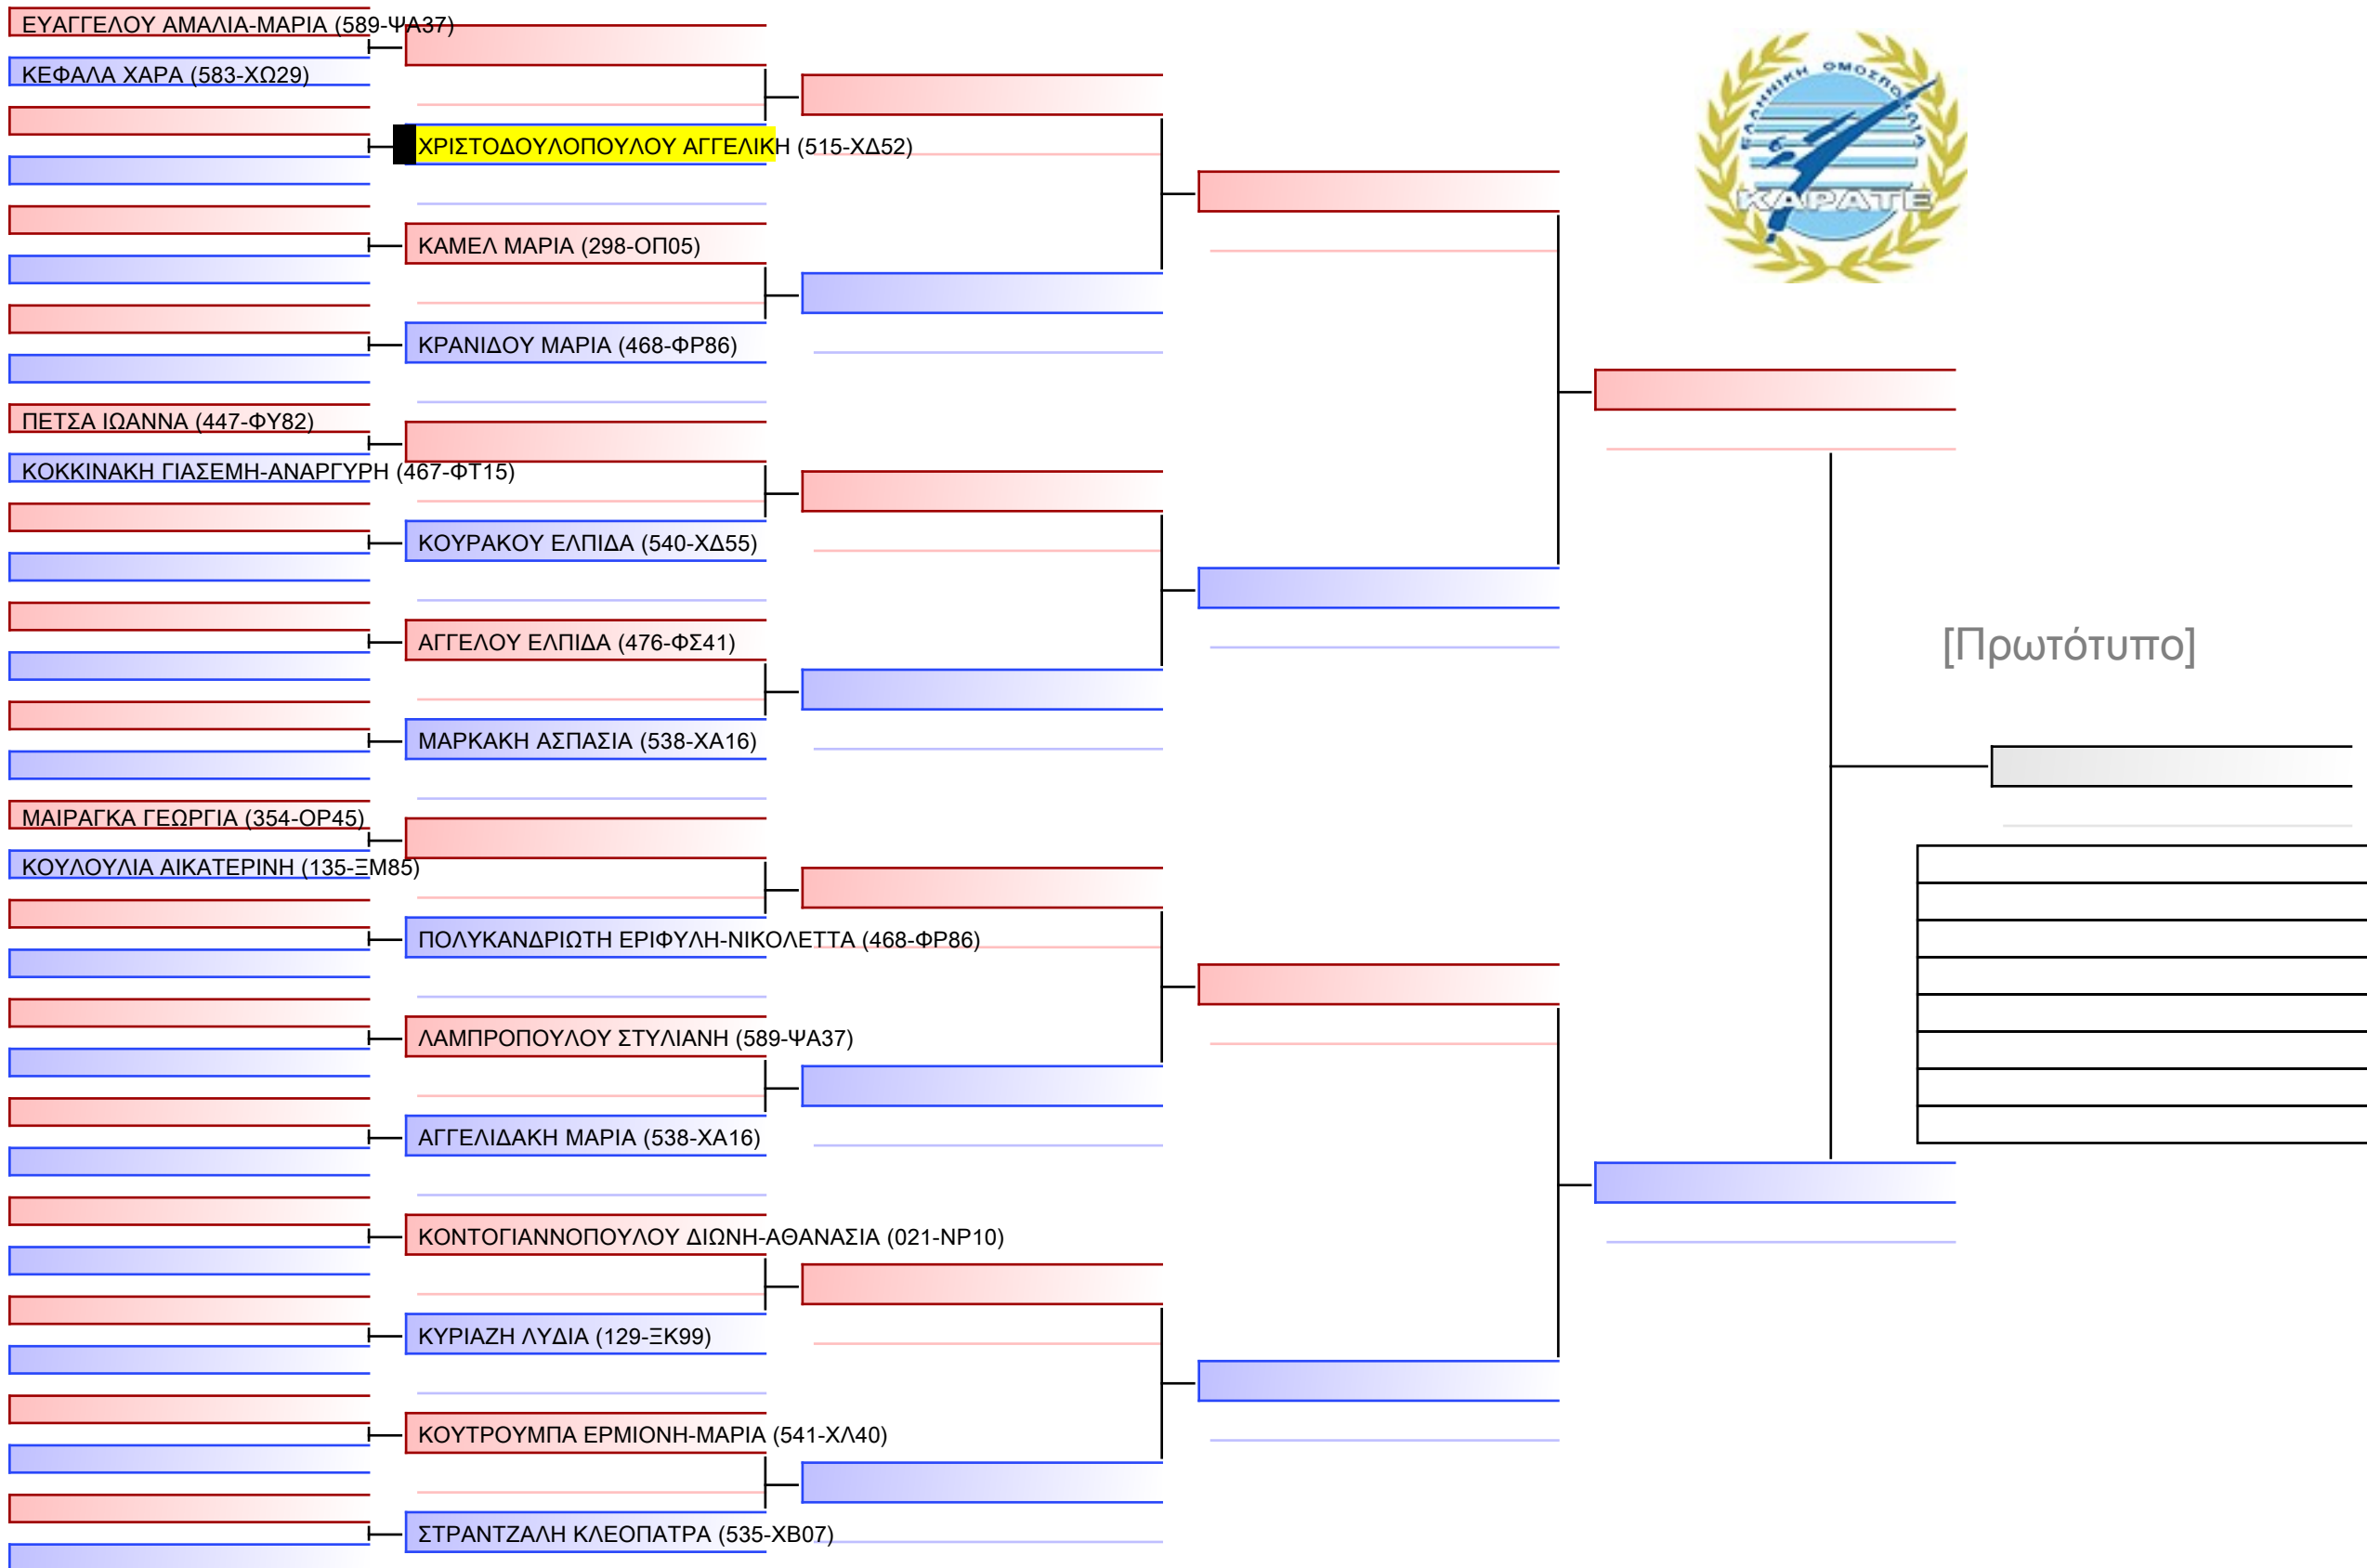 ΕΥΑΓΓΕΛΟΥ ΑΜΑΛΙΑ-ΜΑΡΙΑ (589-ΨΑ37)
ΚΕΦΑΛΑ ΧΑΡΑ (583-ΧΩ29)
ΧΡΙΣΤΟΔΟΥΛΟΠΟΥΛΟΥ ΑΓΓΕΛΙΚΗ (515-ΧΔ52)
ΕΛΛΗΝΙΚΗ ΟΜΟΣΠΟΝΔΙΑ
ΚΑΡΑΤΕ
ΚΑΜΕΛ ΜΑΡΙΑ (298-ΟΠ05)
ΚΡΑΝΙΔΟΥ ΜΑΡΙΑ (468-ΦΡ86)
ΠΕΤΣΑ ΙΩΑΝΝΑ (447-ΦΥ82)
ΚΟΚΚΙΝΑΚΗ ΓΙΑΣΕΜΗ-ΑΝΑΡΓΥΡΗ (467-ΦΤ15)
ΚΟΥΡΑΚΟΥ ΕΛΠΙΔΑ (540-ΧΔ55)
ΑΓΓΕΛΟΥ ΕΛΠΙΔΑ (476-ΦΣ41)
[Πρωτότυπο]
ΜΑΡΚΑΚΗ ΑΣΠΑΣΙΑ (538-ΧΑ16)
ΜΑΙΡΑΓΚΑ ΓΕΩΡΓΙΑ (354-ΟΡ45)
ΚΟΥΛΟΥΛΙΑ ΑΙΚΑΤΕΡΙΝΗ (135-ΞΜ85)
ΠΟΛΥΚΑΝΔΡΙΩΤΗ ΕΡΙΦΥΛΗ-ΝΙΚΟΛΕΤΤΑ (468-ΦΡ86)
ΛΑΜΠΡΟΠΟΥΛΟΥ ΣΤΥΛΙΑΝΗ (589-ΨΑ37)
ΑΓΓΕΛΙΔΑΚΗ ΜΑΡΙΑ (538-ΧΑ16)
ΚΟΝΤΟΓΙΑΝΝΟΠΟΥΛΟΥ ΔΙΩΝΗ-ΑΘΑΝΑΣΙΑ (021-ΝΡ10)
ΚΥΡΙΑΖΗ ΛΥΔΙΑ (129-ΞΚ99)
ΚΟΥΤΡΟΥΜΠΑ ΕΡΜΙΟΝΗ-ΜΑΡΙΑ (541-ΧΛ40)
ΣΤΡΑΝΤΖΑΛΗ ΚΛΕΟΠΑΤΡΑ (535-ΧΒ07)